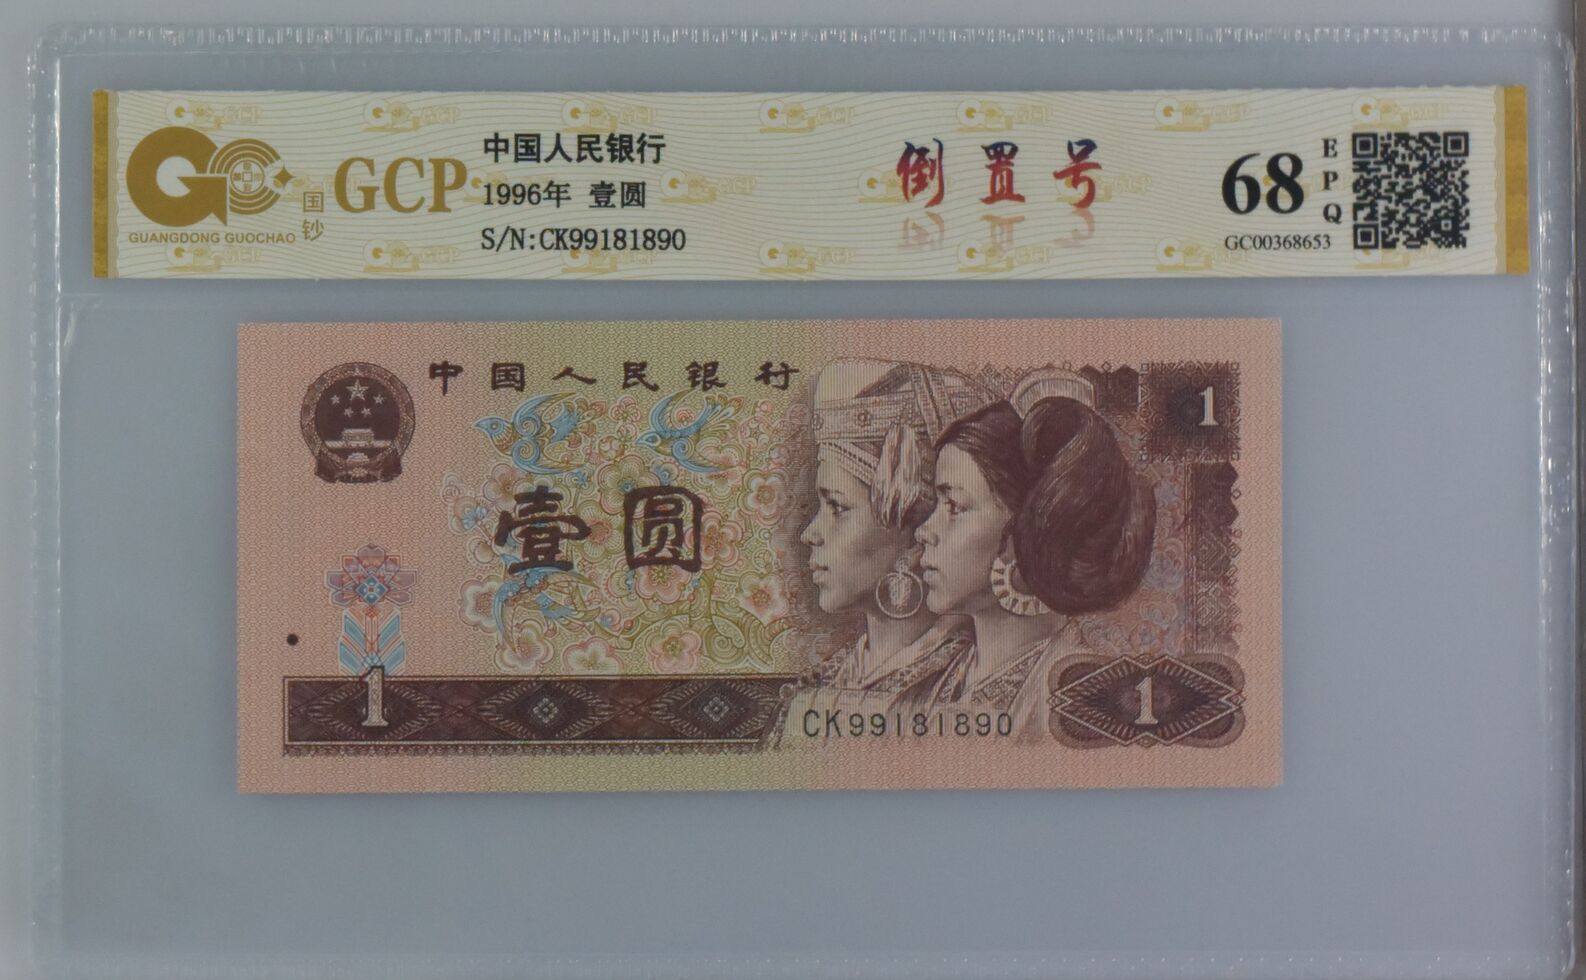 中国人民银行
GCP
1996年 壹圆
S/N:CK99181890
GUANGDONG GUOCHAO
国钞
倒置号
68
EPQ
GC00368653
中国人民银行
1
壹圆
1
CK99181890
1